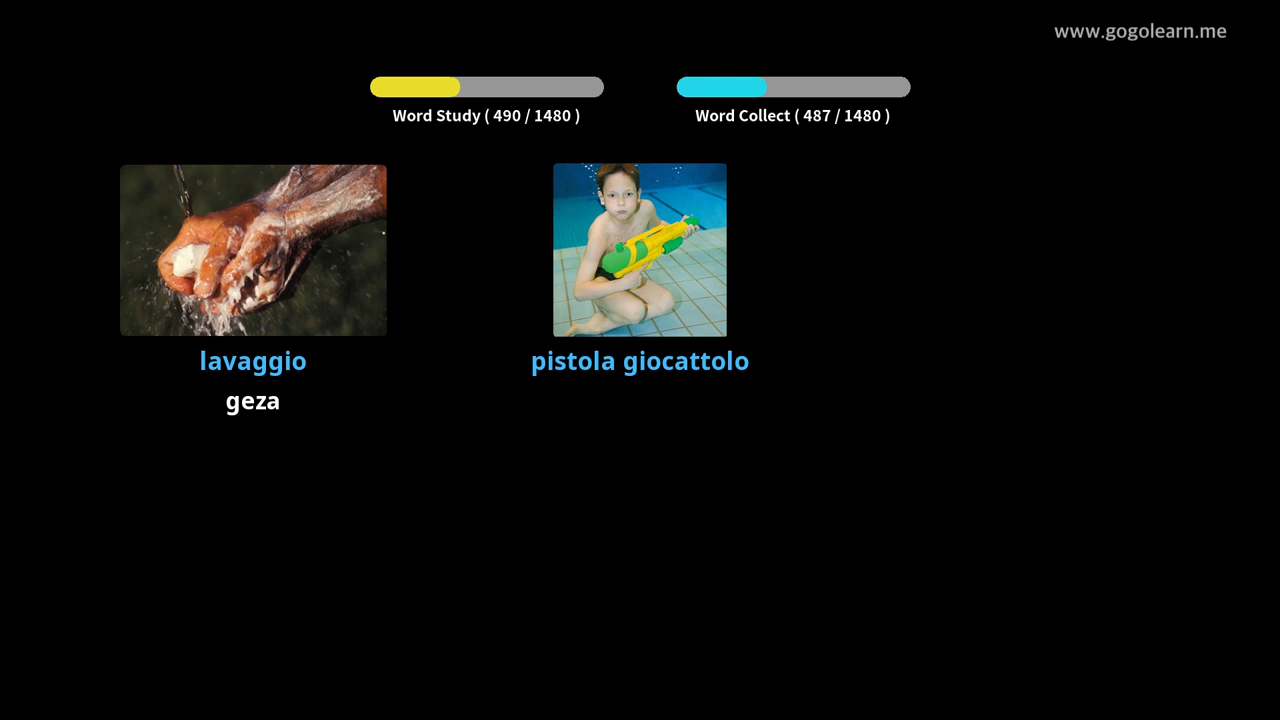 www.gogolearn.me
Word Study ( 490 / 1480 )
Word Collect ( 487 / 1480 )
lavaggio
pistola giocattolo
geza